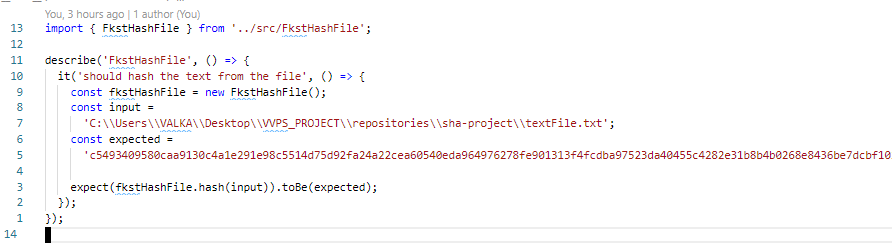 You, 3 hours ago | 1 author (You)
13 import { FkstHashFile } from '../src/FkstHashFile';
12
11 describe('FkstHashFile', () => {
10 it('should hash the text from the file', () => {
9 const fkstHashFile = new FkstHashFile();
8 const input =
7 'C:\\Users\\VALKA\\Desktop\\VVPS_PROJECT\\repositories\\sha-project\\textFile.txt';
6 const expected =
5 'c5493409580caa9130c4a1e291e98c5514d75d92fa24a22cea60540eda964976278fe901313f4fcdba97523da40455c4282e31b8b4b0268e8436be7dcbf10
4
3 expect(fkstHashFile.hash(input)).toBe(expected);
2 });
1 });
14